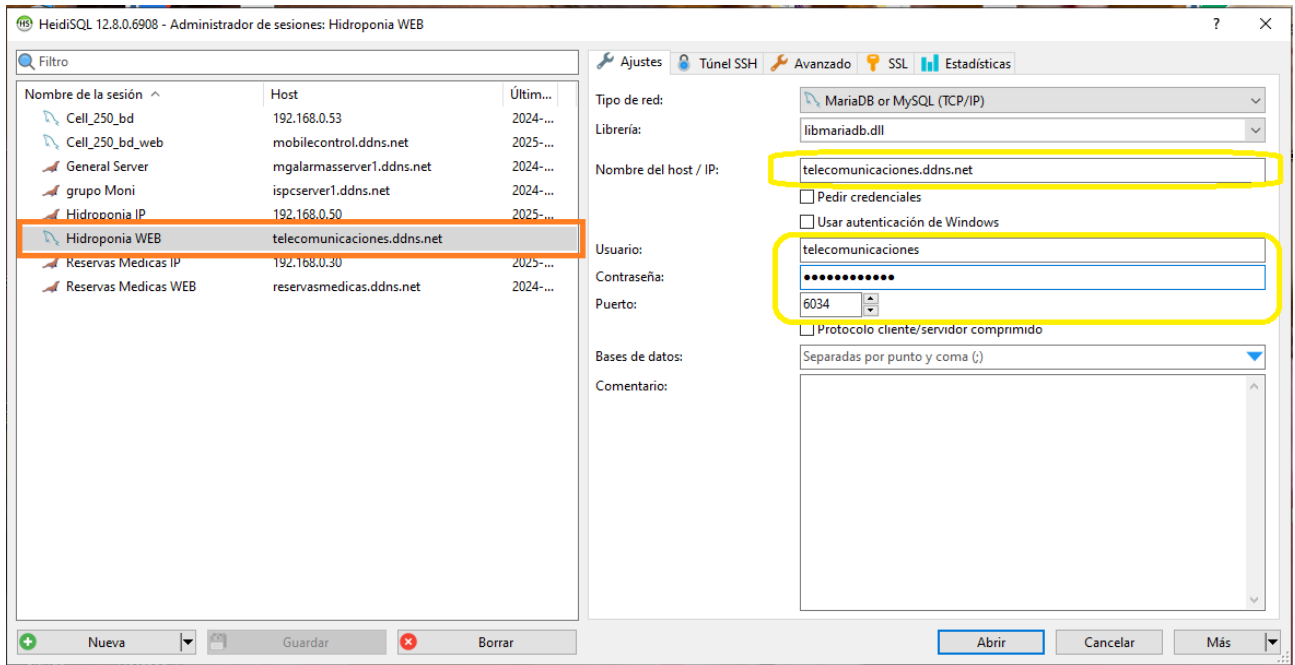 HeidiSQL 12.8.0.6908 - Administrador de sesiones: Hidroponia WEB
Filtro
Nombre de la sesión Host Últim...
Cell_250_bd 192.168.0.53 2024-...
Cell_250_bd_web mobilecontrol.ddns.net 2025-...
General Server mgalarmasserver1.ddns.net 2024-...
grupo Moni ispcserver1.ddns.net 2024-...
Hidroponia IP 192.168.0.50 2025-...
Hidroponia WEB telecomunicaciones.ddns.net
Reservas Medicas IP 192.168.0.30 2025-...
Reservas Medicas WEB reservasmedicas.ddns.net 2024-...
Nueva Guardar Borrar
Ajustes Túnel SSH Avanzado SSL Estadísticas
Tipo de red: MariaDB or MySQL (TCP/IP)
Librería: libmariadb.dll
Nombre del host / IP: telecomunicaciones.ddns.net
Pedir credenciales
Usar autenticación de Windows
Usuario: telecomunicaciones
Contraseña: ●●●●●●●●●●●●
Puerto: 6034
Protocolo cliente/servidor comprimido
Bases de datos: Separadas por punto y coma (;)
Comentario:
Abrir Cancelar Más